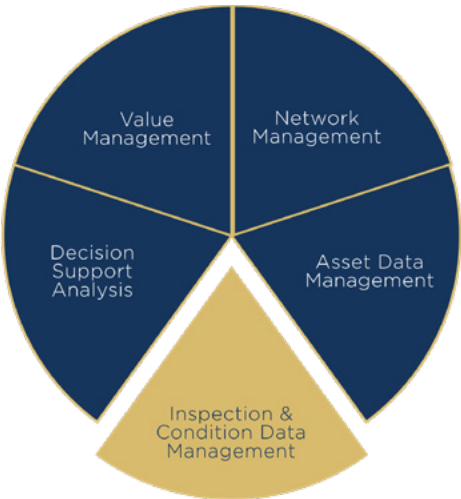 Value
Management
Network
Management
Decision
Support
Analysis
Asset Data
Management
Inspection &
Condition Data
Management